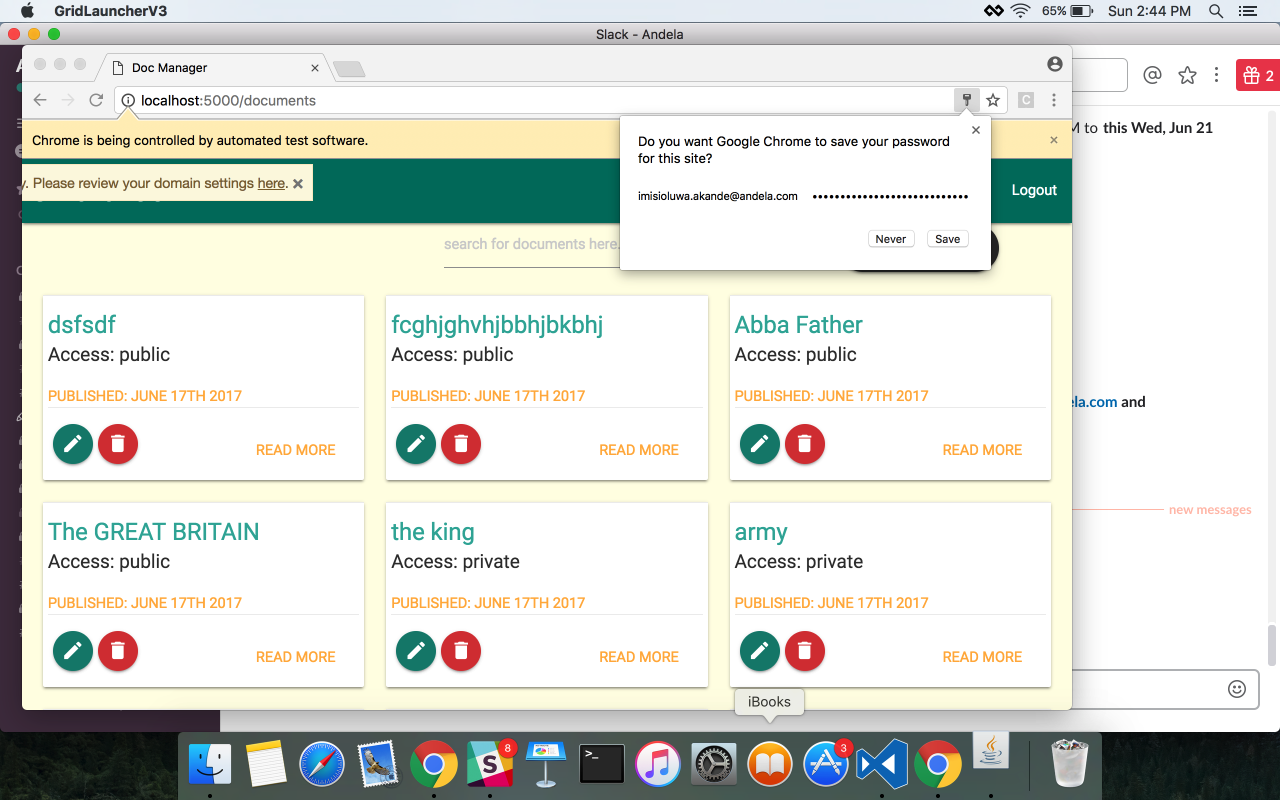 GridLauncherV3
65%
Sun 2:44 PM
Slack - Andela
Doc Manager
localhost:5000/documents
C
2
Chrome is being controlled by automated test software.
Do you want Google Chrome to save your password
for this site?
imisioluwa.akande@andela.com
Never
Save
to this Wed, Jun 21
. Please review your domain settings here.
Logout
search for documents here.
dsfsdf
Access: public
PUBLISHED: JUNE 17TH 2017
READ MORE
fcghjghvhjbbhjbkbhj
Access: public
PUBLISHED: JUNE 17TH 2017
READ MORE
Abba Father
Access: public
PUBLISHED: JUNE 17TH 2017
READ MORE
ela.com and
The GREAT BRITAIN
Access: public
PUBLISHED: JUNE 17TH 2017
READ MORE
the king
Access: private
PUBLISHED: JUNE 17TH 2017
READ MORE
army
Access: private
PUBLISHED: JUNE 17TH 2017
READ MORE
new messages
iBooks
8
3